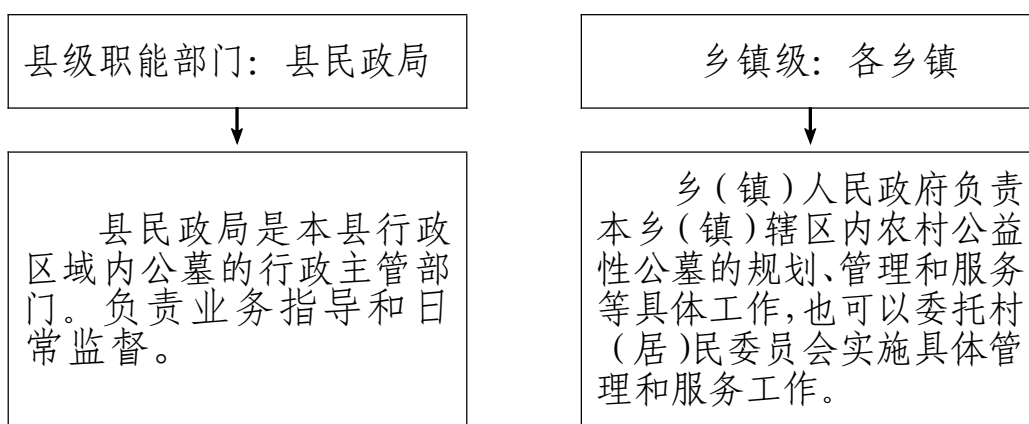 县级职能部门：县民政局
县民政局是本县行政
区域内公墓的行政主管部
门。负责业务指导和日
常监督。
乡镇级：各乡镇
乡（镇）人民政府负责
本乡（镇）辖区内农村公益
性公墓的规划、管理和服务
等具体工作，也可以委托村
（居）民委员会实施具体管
理和服务工作。